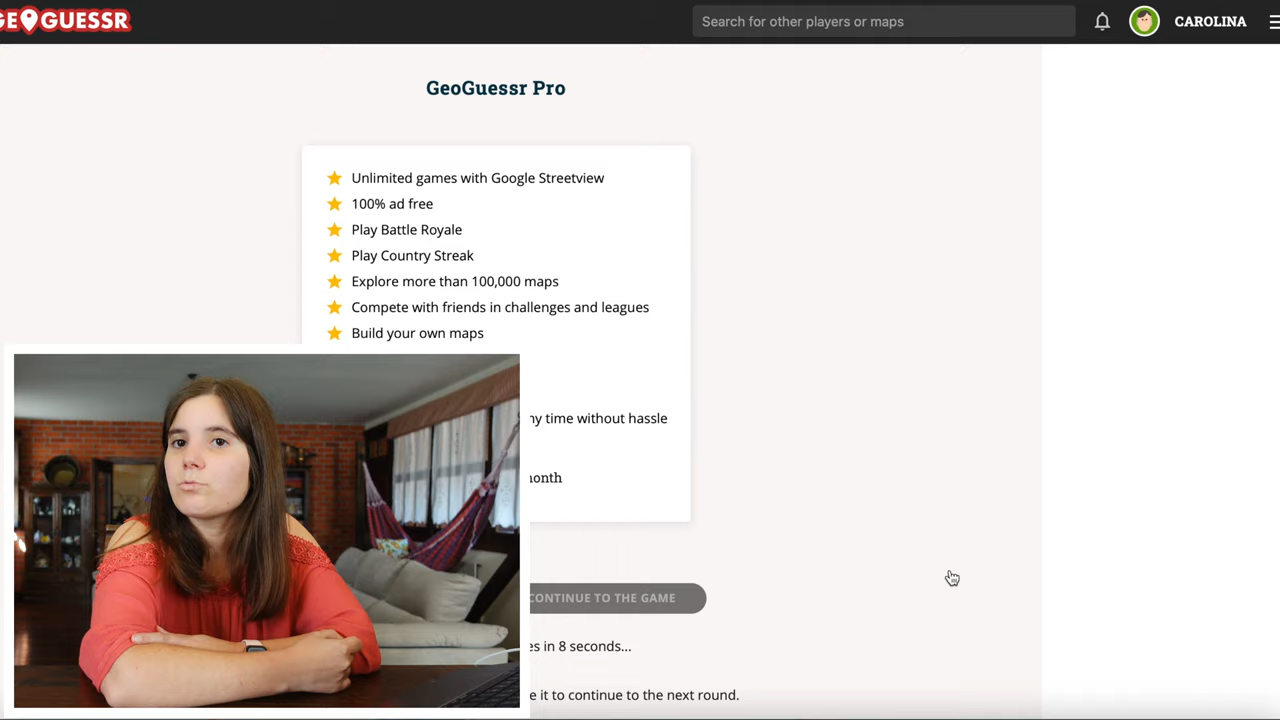 GEOGUESSR
Search for other players or maps
CAROLINA
GeoGuessr Pro
Unlimited games with Google Streetview
100% ad free
Play Battle Royale
Play Country Streak
Explore more than 100,000 maps
Compete with friends in challenges and leagues
Build your own maps
time without hassle
CONTINUE TO THE GAME
in 8 seconds...
it to continue to the next round.